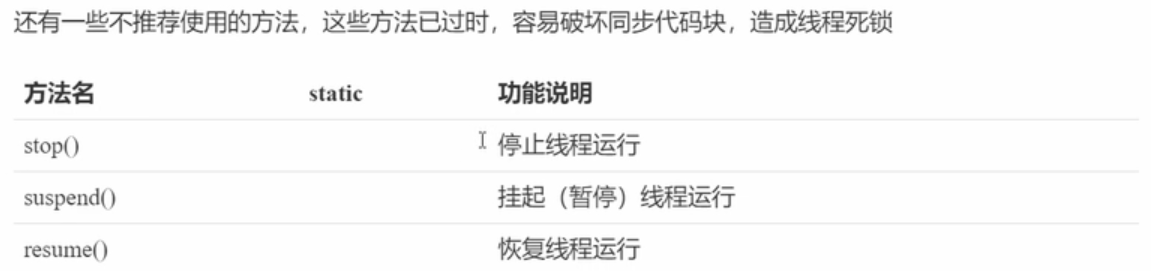 还有一些不推荐使用的方法，这些方法已过时，容易破坏同步代码块，造成线程死锁
方法名 static 功能说明
stop() 停止线程运行
suspend() 挂起（暂停）线程运行
resume() 恢复线程运行